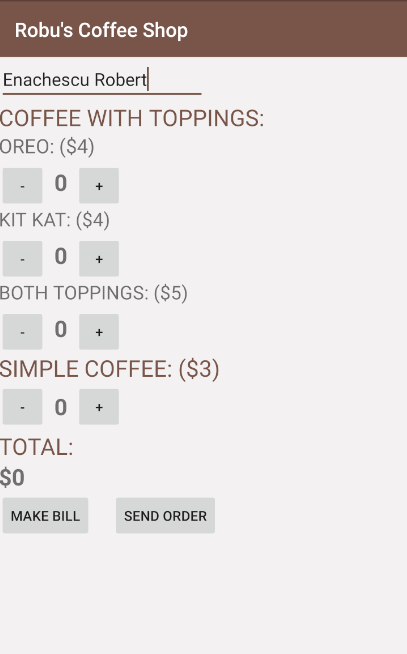 Robu's Coffee Shop
Enachescu Robert
COFFEE WITH TOPPINGS:
OREO: ($4)
- 0 +
KIT KAT: ($4)
- 0 +
BOTH TOPPINGS: ($5)
- 0 +
SIMPLE COFFEE: ($3)
- 0 +
TOTAL:
$0
MAKE BILL SEND ORDER